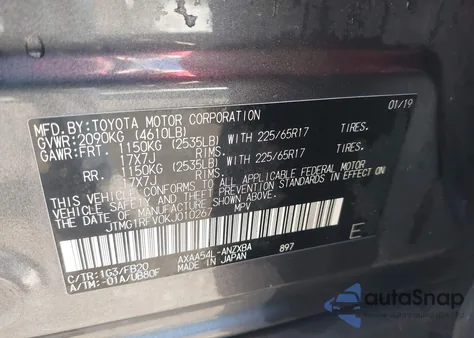 MFD.BY:TOYOTA MOTOR CORPORATION 01/19
GVWR:2090KG (4610LB)
GAWR:FRT. 1150KG (2535LB) WITH 225/65R17 TIRES.
17X7J RIMS.
RR. 1150KG (2535LB) WITH 225/65R17 TIRES.
17X7J RIMS.
THIS VEHICLE CONFORMS TO ALL APPLICABLE FEDERAL MOTOR
VEHICLE SAFETY AND THEFT PREVENTION STANDARDS IN EFFECT
ON THE DATE OF MANUFACTURE SHOWN ABOVE.
JTMG1RFV0KJ010267 MPV
AXAA54L-ANZXBA 897
C/TR:1G3/FB20 MADE IN JAPAN E
A/TM:-01A/UB80F
autoSnap